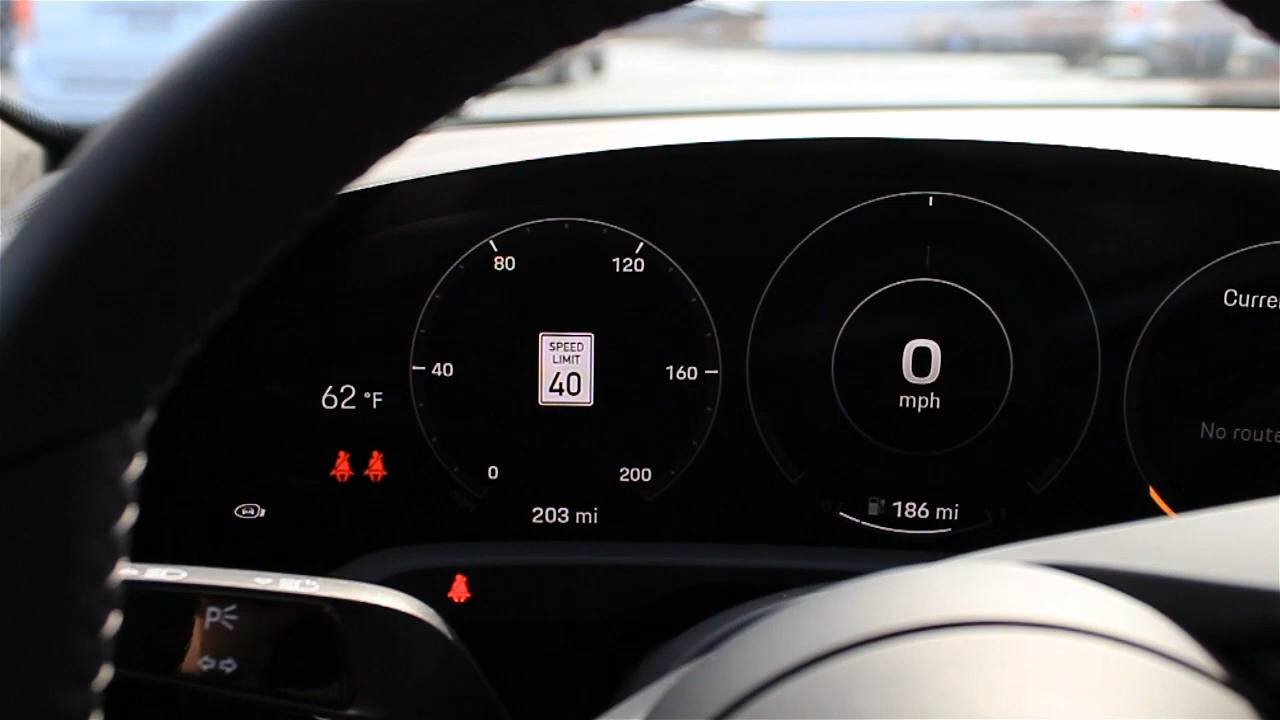 80
120
SPEED
LIMIT
40
40
160
62 °F
0
200
203 mi
0
mph
186 mi
Curre
No route
P